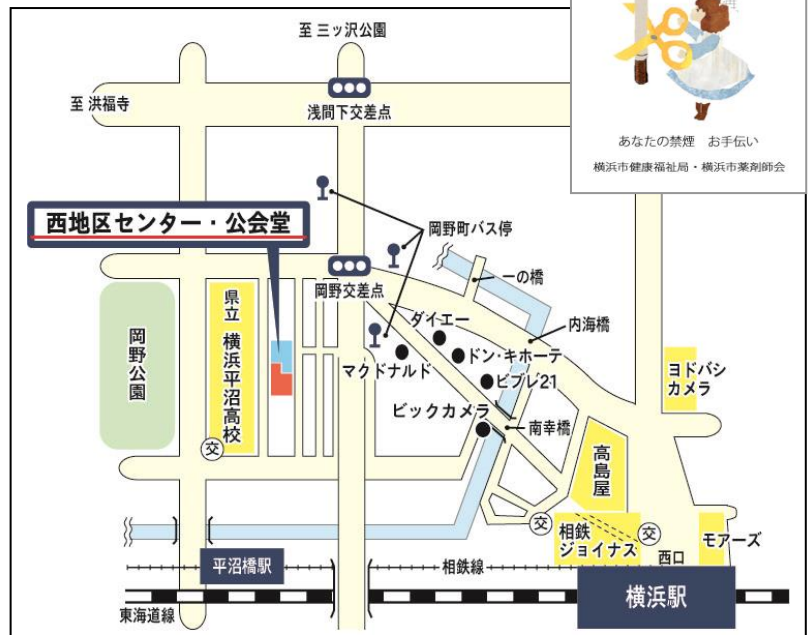 至 三ッ沢公園
至 洪福寺
浅間下交差点
あなたの禁煙 お手伝い
横浜市健康福祉局・横浜市薬剤師会
西地区センター・公会堂
岡野町バス停
岡野交差点
一の橋
内海橋
岡野公園
県立 横浜平沼高校
交
ダイエー
ドン・キホーテ
マクドナルド
ビブレ21
ビックカメラ
南幸橋
ヨドバシ
カメラ
高島屋
交
相鉄
ジョイナス
交
西口
モアーズ
平沼橋駅
相鉄線
横浜駅
東海道線